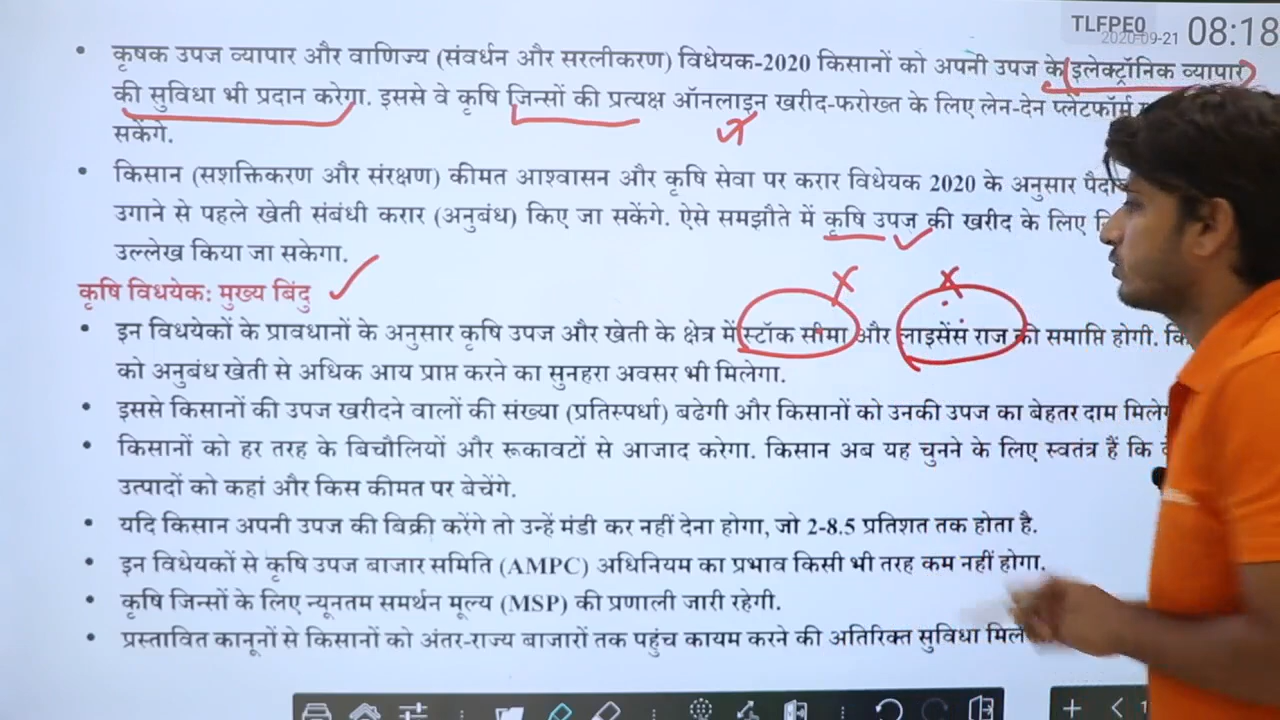 TLFPE0
2020-09-21
08:18
• कृषक उपज व्यापार और वाणिज्य (संवर्धन और सरलीकरण) विधेयक-2020 किसानों को अपनी उपज के इलेक्ट्रॉनिक व्यापार
की सुविधा भी प्रदान करेगा. इससे वे कृषि जिन्सों की प्रत्यक्ष ऑनलाइन खरीद-फरोख्त के लिए लेन-देन प्लेटफॉर्म
सकेंगे.
• किसान (सशक्तिकरण और संरक्षण) कीमत आश्वासन और कृषि सेवा पर करार विधेयक 2020 के अनुसार
उगाने से पहले खेती संबंधी करार (अनुबंध) किए जा सकेंगे. ऐसे समझौते में कृषि उपज की खरीद के लिए
उल्लेख किया जा सकेगा.
कृषि विधयेक: मुख्य बिंदु
• इन विधयेकों के प्रावधानों के अनुसार कृषि उपज और खेती के क्षेत्र में स्टॉक सीमा और लाइसेंस राज की समाप्ति होगी.
को अनुबंध खेती से अधिक आय प्राप्त करने का सुनहरा अवसर भी मिलेगा.
• इससे किसानों की उपज खरीदने वालों की संख्या (प्रतिस्पर्धा) बढेगी और किसानों को उनकी उपज का बेहतर दाम
• किसानों को हर तरह के बिचौलियों और रूकावटों से आजाद करेगा. किसान अब यह चुनने के लिए स्वतंत्र हैं कि
उत्पादों को कहां और किस कीमत पर बेचेंगे.
• यदि किसान अपनी उपज की बिक्री करेंगे तो उन्हें मंडी कर नहीं देना होगा, जो 2-8.5 प्रतिशत तक होता है.
• इन विधेयकों से कृषि उपज बाजार समिति (AMPC) अधिनियम का प्रभाव किसी भी तरह कम नहीं होगा.
• कृषि जिन्सों के लिए न्यूनतम समर्थन मूल्य (MSP) की प्रणाली जारी रहेगी.
• प्रस्तावित कानूनों से किसानों को अंतर-राज्य बाजारों तक पहुंच कायम करने की अतिरिक्त सुविधा